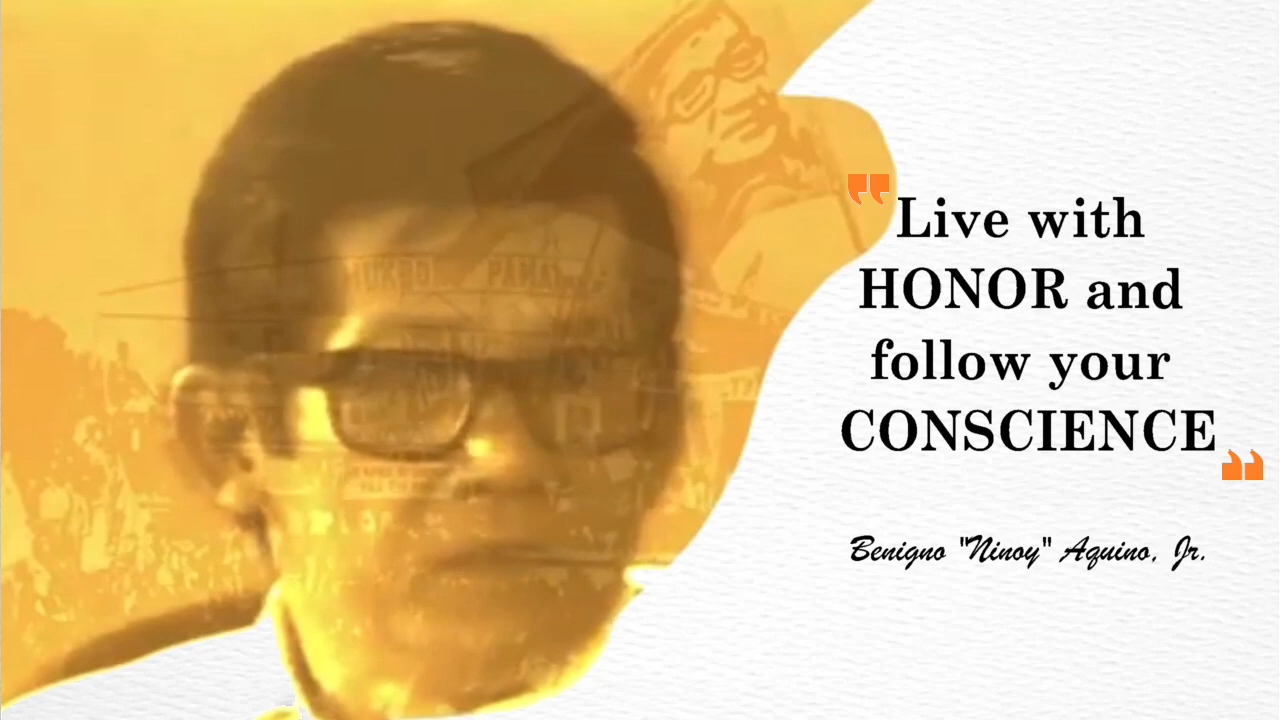 Live with
HONOR and
follow your
CONSCIENCE
Benigno "Ninoy" Aquino, Jr.